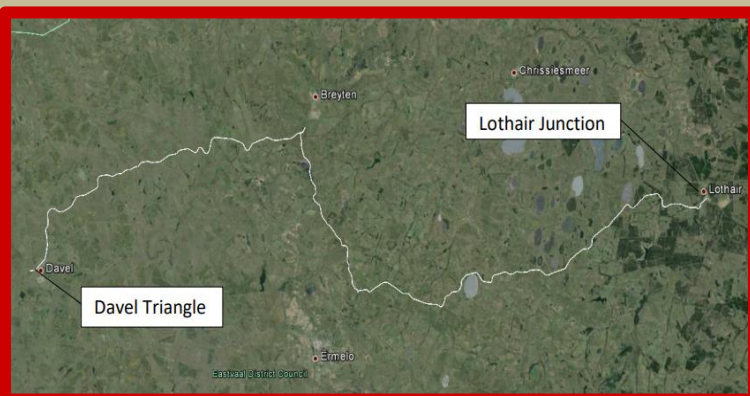 Chrissiesmeer
Breyten
Lothair Junction
Lothair
Davel
Davel Triangle
Ermelo
Eastvaal District Council